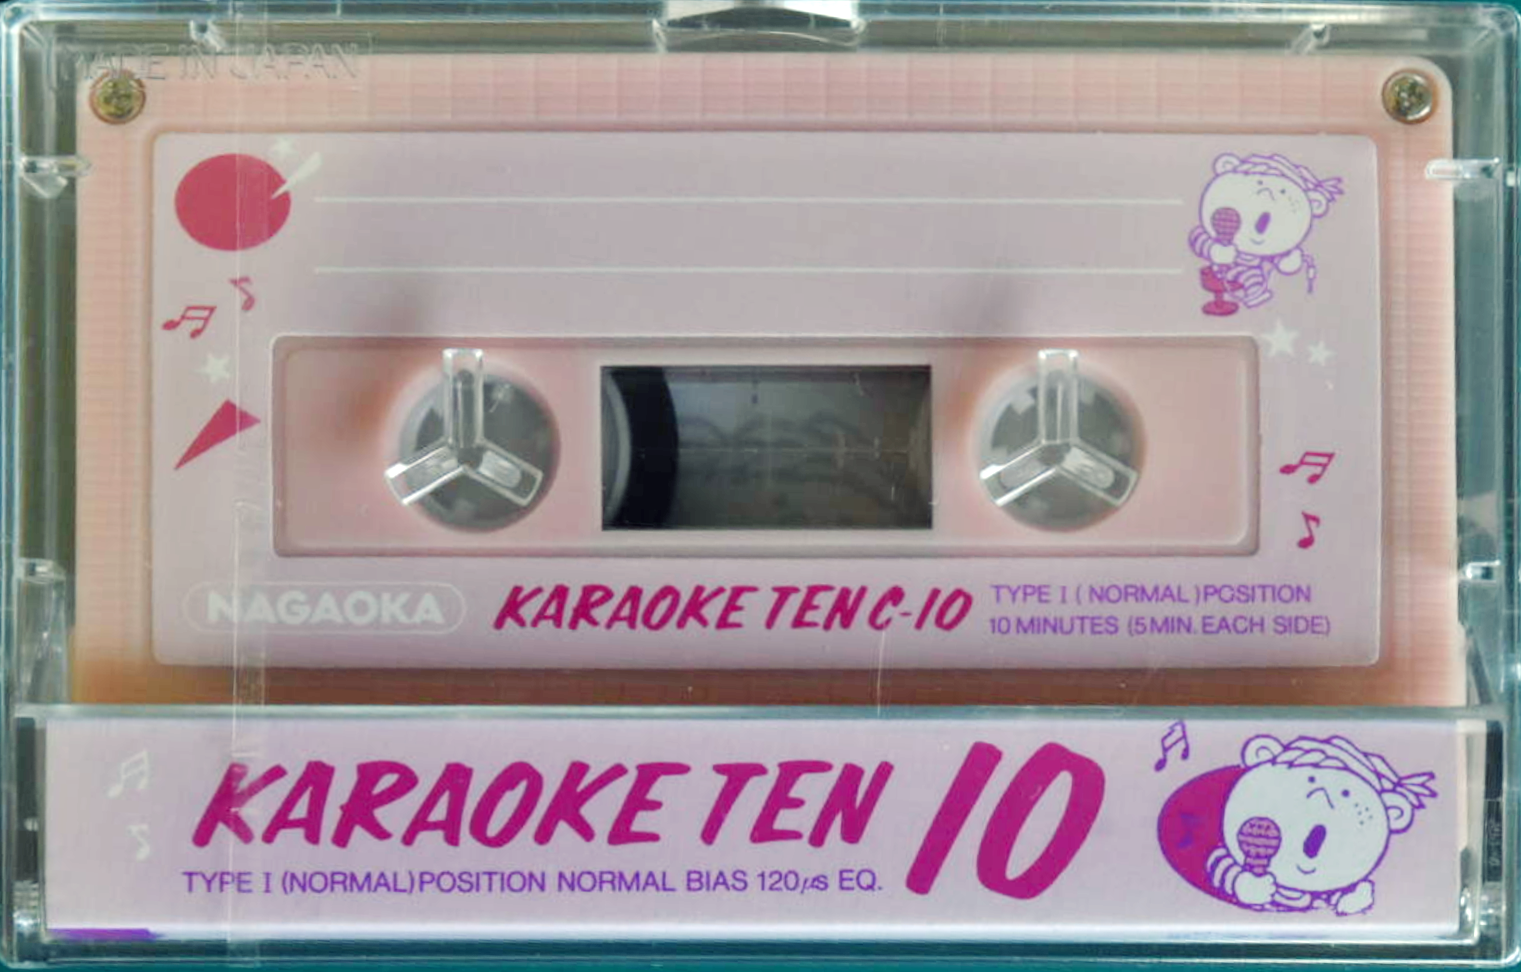 MADE IN JAPAN
NAGAOKA
KARAOKE TEN C-10
TYPE I (NORMAL) POSITION
10 MINUTES (5 MIN. EACH SIDE)
KARAOKE TEN 10
TYPE I (NORMAL) POSITION NORMAL BIAS 120μs EQ.